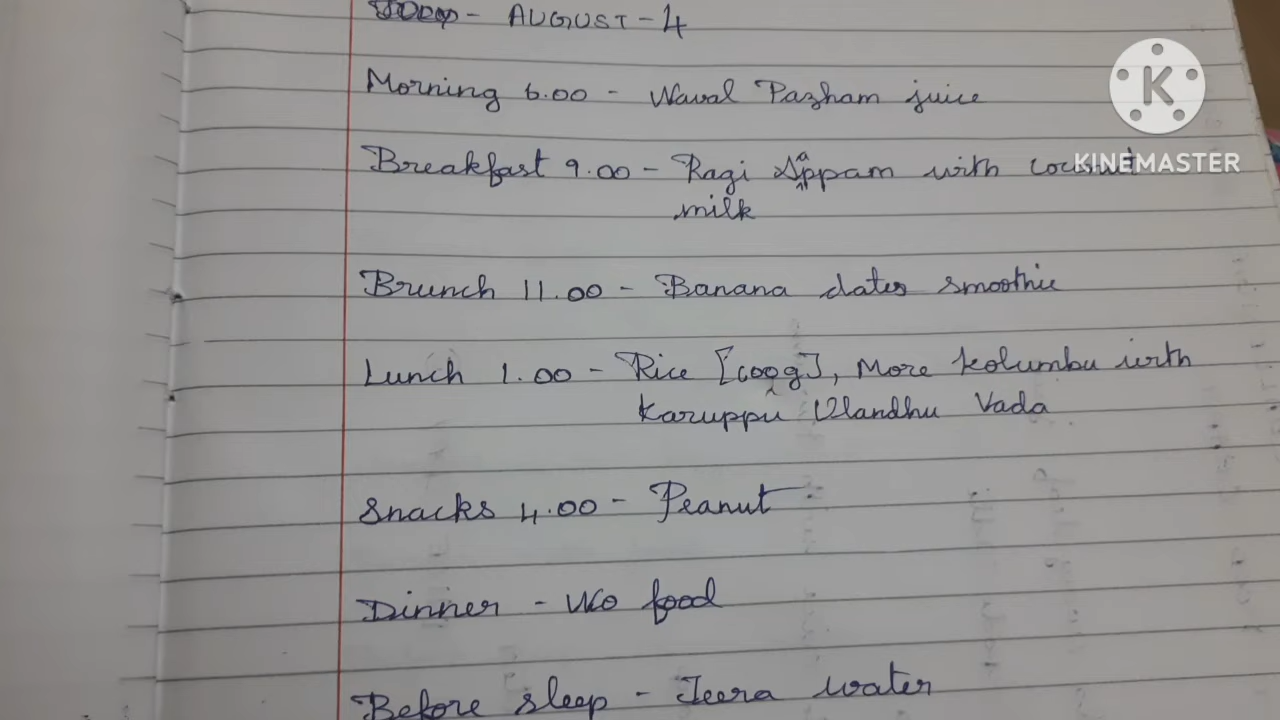 - AUGUST - 4
Morning 6.00 - Naval Pazham juice
K
Breakfast 9.00 - Ragi Appam with
KINEMASTER
milk
Brunch 11.00 - Banana dates smoothie
Lunch 1.00 - Rice [600g], More Kolumbu with
Karuppu Ulandhu Vada
Snacks 4.00 - Peanut
Dinner - No food
Before sleep - Jeera water